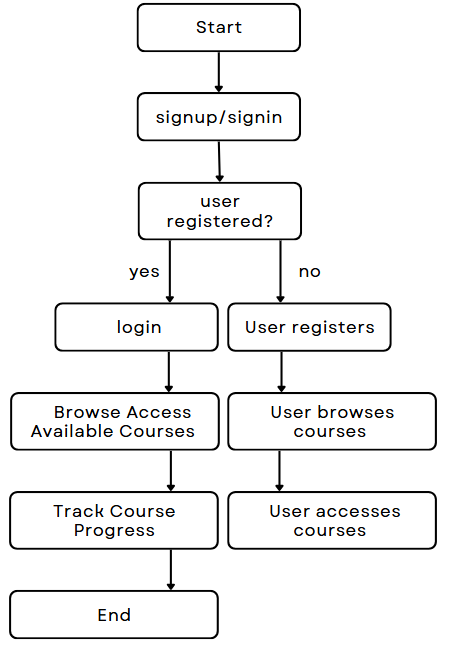 Start
signup/signin
user
registered?
yes
no
login
User registers
Browse Access
Available Courses
User browses
courses
Track Course
Progress
User accesses
courses
End